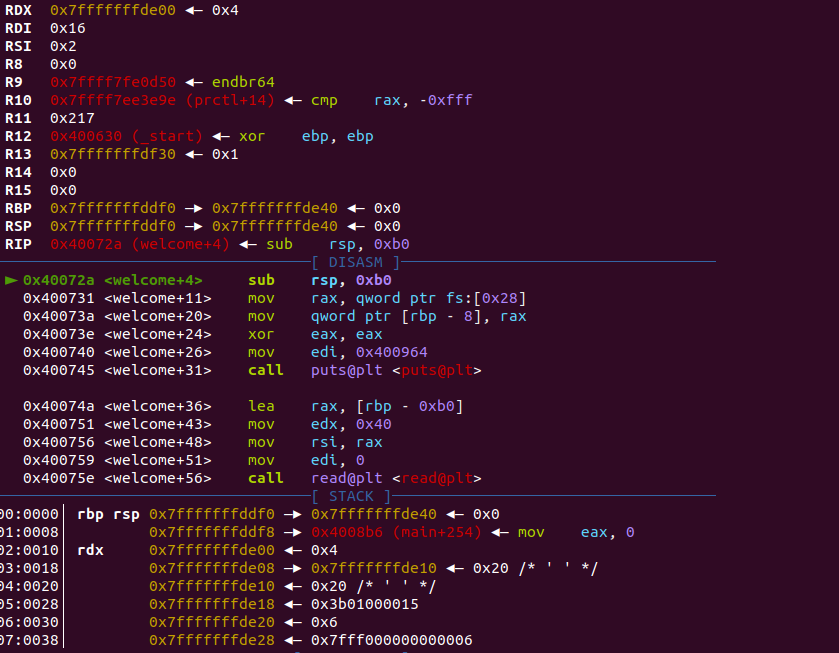 RDX 0x7fffffffde00 ◂— 0x4
RDI 0x16
RSI 0x2
R8 0x0
R9 0x7ffff7fe0d50 ◂— endbr64
R10 0x7ffff7ee3e9e (prctl+14) ◂— cmp rax, -0xfff
R11 0x217
R12 0x400630 (_start) ◂— xor ebp, ebp
R13 0x7fffffffdf30 ◂— 0x1
R14 0x0
R15 0x0
RBP 0x7fffffffddf0 —▸ 0x7fffffffde40 ◂— 0x0
RSP 0x7fffffffddf0 —▸ 0x7fffffffde40 ◂— 0x0
RIP 0x40072a (welcome+4) ◂— sub rsp, 0xb0
[ DISASM ]
► 0x40072a <welcome+4> sub rsp, 0xb0
0x400731 <welcome+11> mov rax, qword ptr fs:[0x28]
0x40073a <welcome+20> mov qword ptr [rbp - 8], rax
0x40073e <welcome+24> xor eax, eax
0x400740 <welcome+26> mov edi, 0x400964
0x400745 <welcome+31> call puts@plt <puts@plt>
0x40074a <welcome+36> lea rax, [rbp - 0xb0]
0x400751 <welcome+43> mov edx, 0x40
0x400756 <welcome+48> mov rsi, rax
0x400759 <welcome+51> mov edi, 0
0x40075e <welcome+56> call read@plt <read@plt>
[ STACK ]
00:0000│ rbp rsp 0x7fffffffddf0 —▸ 0x7fffffffde40 ◂— 0x0
01:0008│ 0x7fffffffddf8 —▸ 0x4008b6 (main+254) ◂— mov eax, 0
02:0010│ rdx 0x7fffffffde00 ◂— 0x4
03:0018│ 0x7fffffffde08 —▸ 0x7fffffffde10 ◂— 0x20 /* ' ' */
04:0020│ 0x7fffffffde10 ◂— 0x20 /* ' ' */
05:0028│ 0x7fffffffde18 ◂— 0x3b01000015
06:0030│ 0x7fffffffde20 ◂— 0x6
07:0038│ 0x7fffffffde28 ◂— 0x7fff000000000006